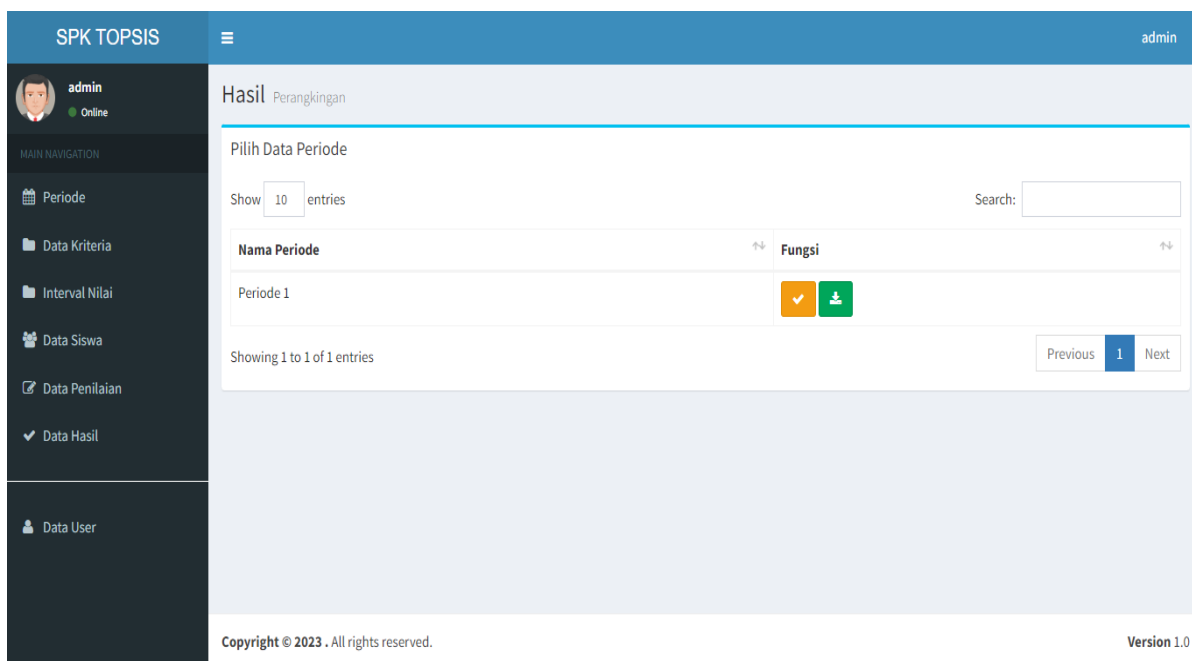 SPK TOPSIS
admin
admin
Online
MAIN NAVIGATION
Periode
Data Kriteria
Interval Nilai
Data Siswa
Data Penilaian
Data Hasil
Data User
Hasil Perangkingan
Pilih Data Periode
Show 10 entries Search:
Nama Periode Fungsi
Periode 1
Showing 1 to 1 of 1 entries Previous 1 Next
Copyright © 2023 . All rights reserved. Version 1.0